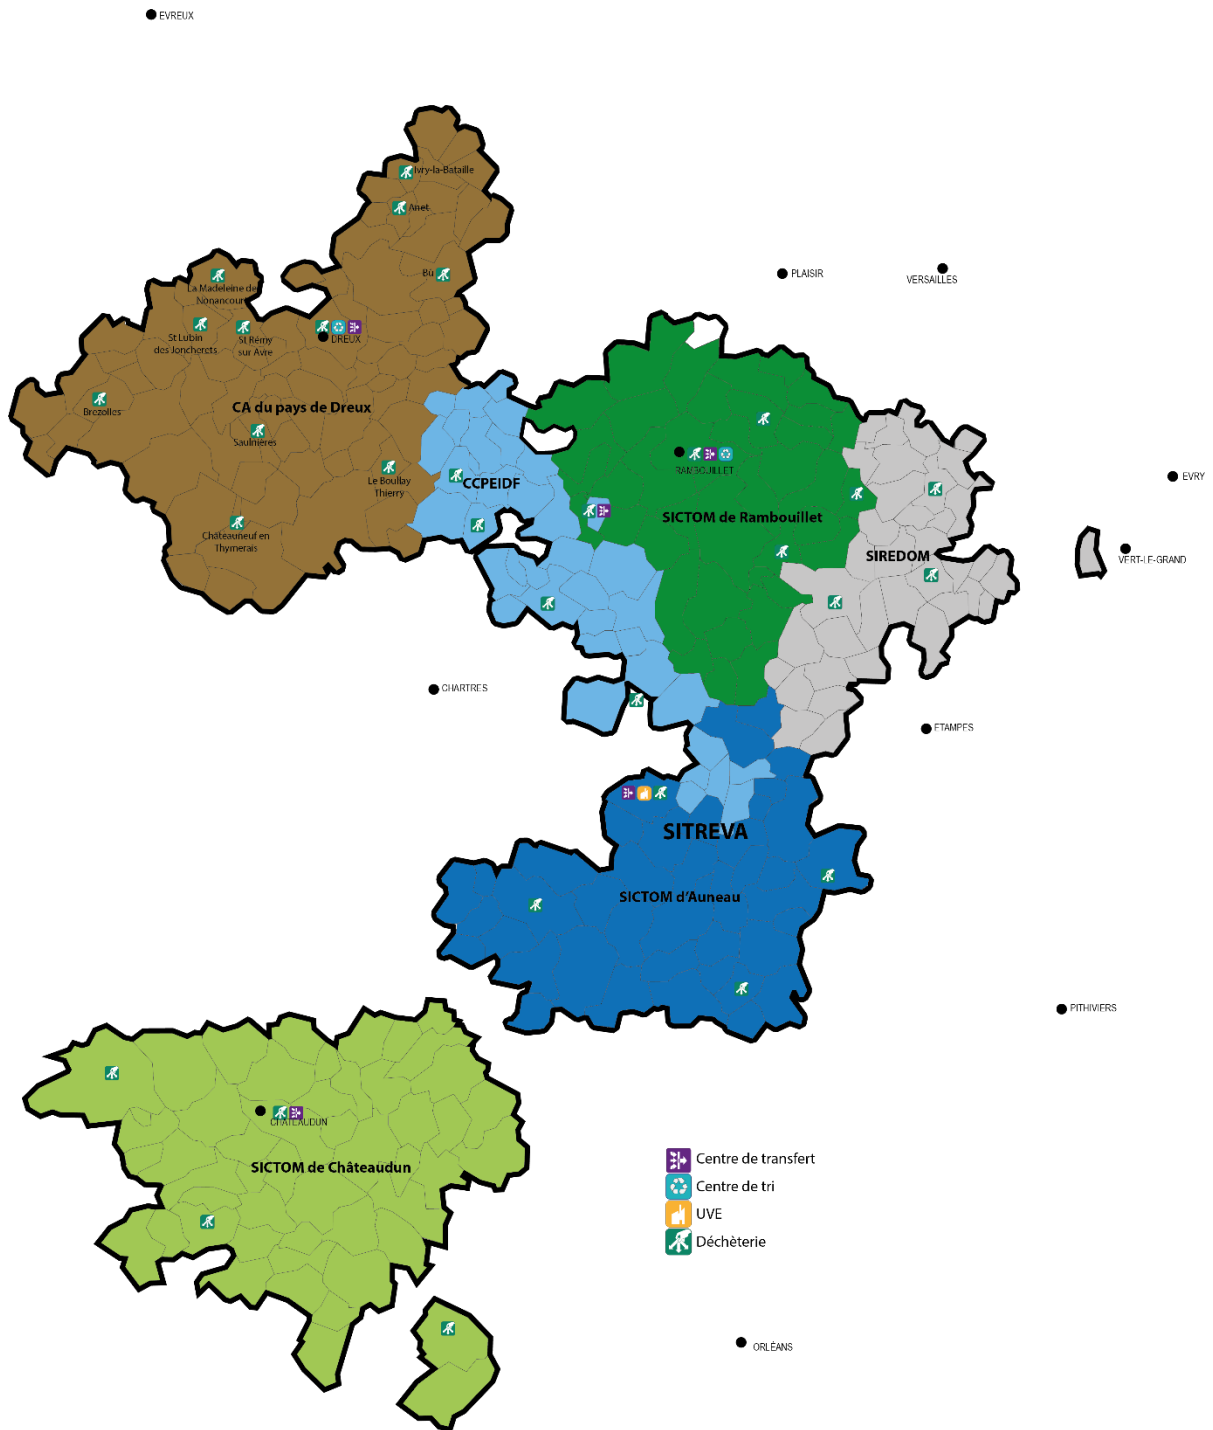 EVREUX
Ivry-la-Bataille
Anet
Bû
PLAISIR
VERSAILLES
La Madeleine de
Nonancourt
St Lubin
des Joncherets
St Rémy
sur Avre
DREUX
Brezolles
CA du pays de Dreux
Saulnières
Le Boullay
Thierry
CCPEIDF
RAMBOUILLET
EVRY
Châteauneuf en
Thymerais
SICTOM de Rambouillet
SIREDOM
VERT-LE-GRAND
CHARTRES
ETAMPES
SITREVA
SICTOM d'Auneau
PITHIVIERS
CHATEAUDUN
SICTOM de Châteaudun
Centre de transfert
Centre de tri
UVE
Déchèterie
ORLÉANS